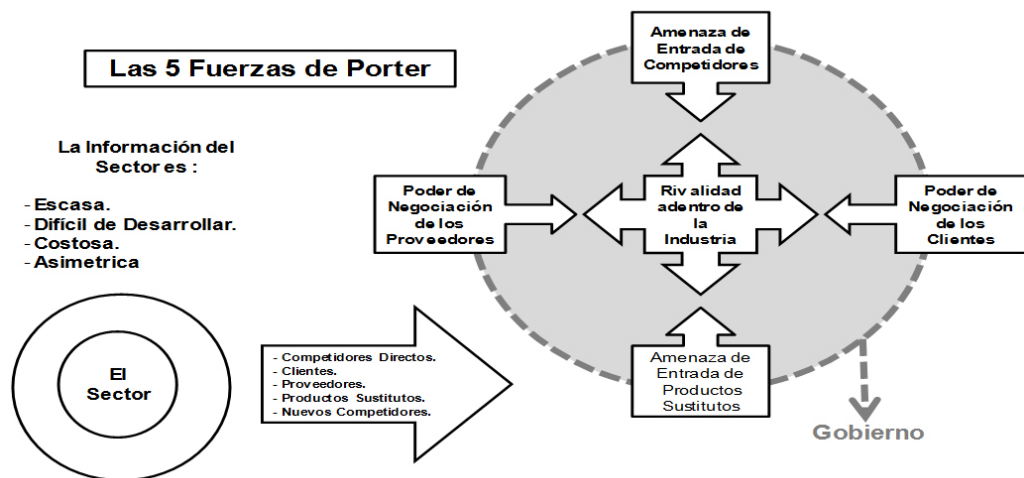 Las 5 Fuerzas de Porter
La Información del
Sector es :
- Escasa.
- Difícil de Desarrollar.
- Costosa.
- Asimetrica
El
Sector
- Competidores Directos.
- Clientes.
- Proveedores.
- Productos Sustitutos.
- Nuevos Competidores.
Amenaza de
Entrada de
Competidores
Poder de
Negociación
de los
Proveedores
Rivalidad
adentro de
la
Industria
Poder de
Negociación
de los
Clientes
Amenaza de
Entrada de
Productos
Sustitutos
Gobierno